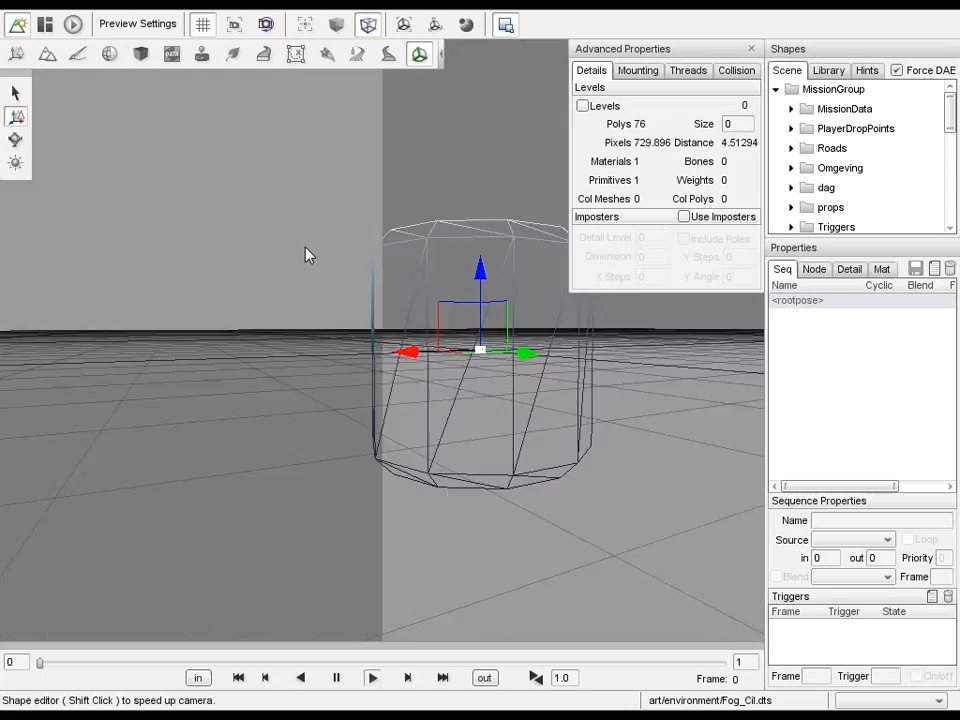 Preview Settings
Advanced Properties
Details Mounting Threads Collision
Levels
Levels 0
Polys 76 Size 0
Pixels 729.896 Distance 4.51294
Materials 1 Bones 0
Primitives 1 Weights 0
Col Meshes 0 Col Polys 0
Imposters Use Imposters
Detail Level 0 Include Poles
Dimension 0 Y Steps 0
X Steps 0 Y Angle 0
Shapes
Scene Library Hints Force DAE
MissionGroup
MissionData
PlayerDropPoints
Roads
Omgeving
dag
props
Triggers
Properties
Seq Node Detail Mat
Name Cyclic Blend F
<rootpose>
Sequence Properties
Name
Source Loop
in 0 out 0 Priority 0
Blend Frame
Triggers
Frame Trigger State
Frame Trigger On/off
0 1
in out 1.0 Frame: 0
Shape editor ( Shift Click ) to speed up camera. art/environment/Fog_Cil.dts